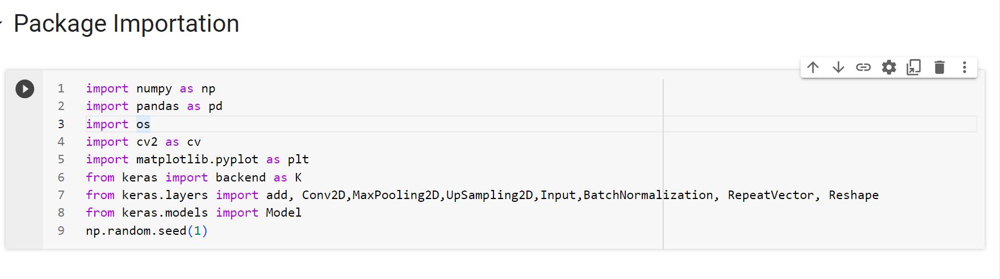 Package Importation
1 import numpy as np
2 import pandas as pd
3 import os
4 import cv2 as cv
5 import matplotlib.pyplot as plt
6 from keras import backend as K
7 from keras.layers import add, Conv2D,MaxPooling2D,UpSampling2D,Input,BatchNormalization, RepeatVector, Reshape
8 from keras.models import Model
9 np.random.seed(1)